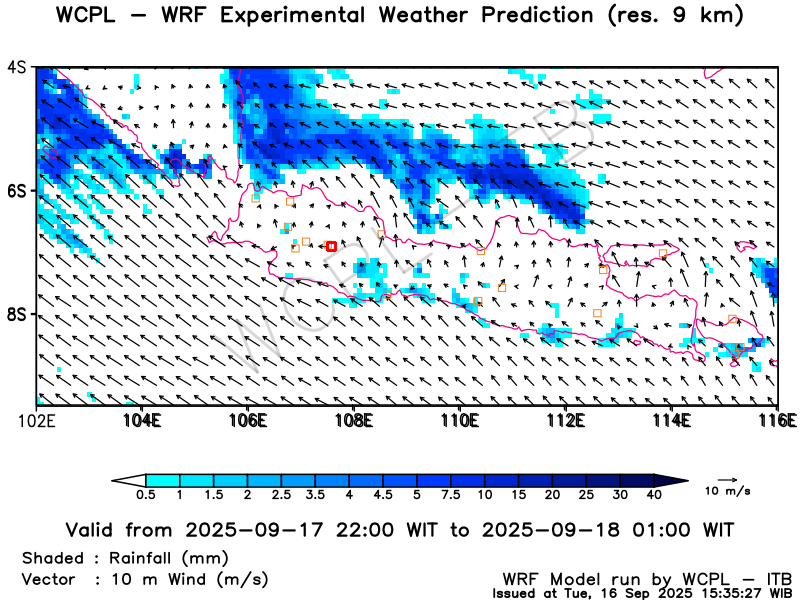 WCPL – WRF Experimental Weather Prediction (res. 9 km)
4S
6S
8S
102E 104E 106E 108E 110E 112E 114E 116E
WCPL-ITB
0.5 1 1.5 2 2.5 3.5 4 4.5 5 7.5 10 15 20 25 30 40
10 m/s
Valid from 2025-09-17 22:00 WIT to 2025-09-18 01:00 WIT
Shaded : Rainfall (mm)
Vector : 10 m Wind (m/s)
WRF Model run by WCPL – ITB
Issued at Tue, 16 Sep 2025 15:35:27 WIB